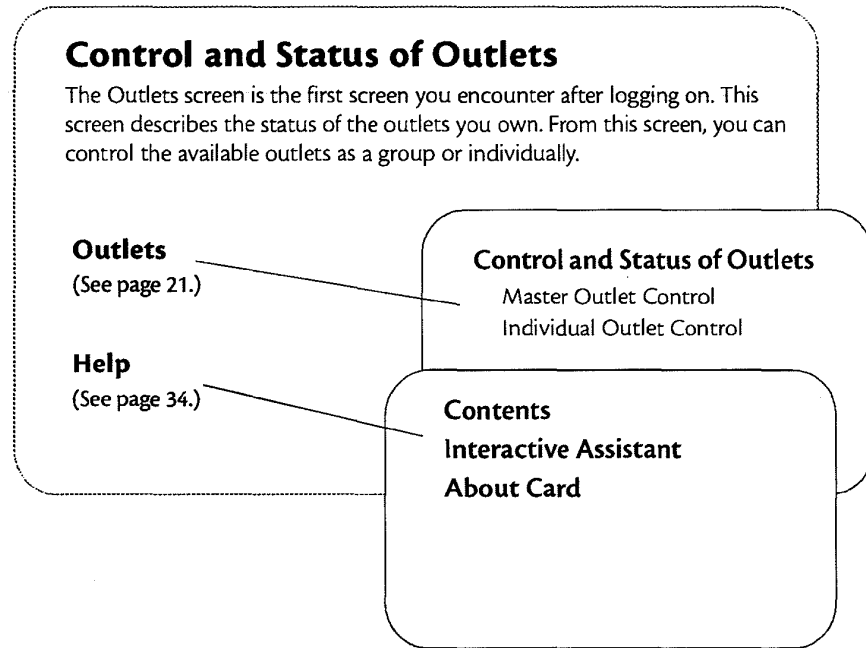 Control and Status of Outlets
The Outlets screen is the first screen you encounter after logging on. This
screen describes the status of the outlets you own. From this screen, you can
control the available outlets as a group or individually.
Outlets
(See page 21.)
Control and Status of Outlets
Master Outlet Control
Individual Outlet Control
Help
(See page 34.)
Contents
Interactive Assistant
About Card